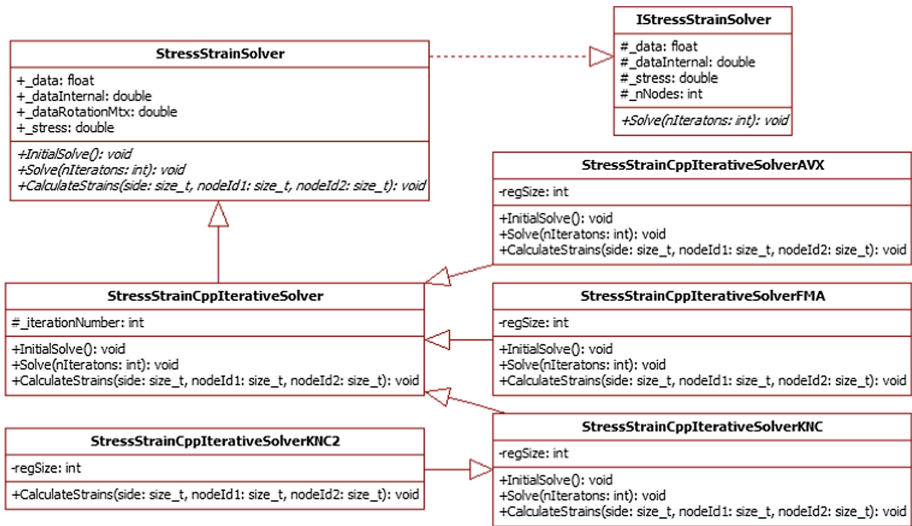 StressStrainSolver
+_data: float
+_dataInternal: double
+_dataRotationMtx: double
+_stress: double
+InitialSolve(): void
+Solve(nIteratons: int): void
+CalculateStrains(side: size_t, nodeId1: size_t, nodeId2: size_t): void
IStressStrainSolver
#_data: float
#_dataInternal: double
#_stress: double
#_nNodes: int
+Solve(nIteratons: int): void
StressStrainCppIterativeSolverAVX
-regSize: int
+InitialSolve(): void
+Solve(nIteratons: int): void
+CalculateStrains(side: size_t, nodeId1: size_t, nodeId2: size_t): void
StressStrainCppIterativeSolver
#_iterationNumber: int
+InitialSolve(): void
+Solve(nIteratons: int): void
+CalculateStrains(side: size_t, nodeId1: size_t, nodeId2: size_t): void
StressStrainCppIterativeSolverFMA
-regSize: int
+InitialSolve(): void
+Solve(nIteratons: int): void
+CalculateStrains(side: size_t, nodeId1: size_t, nodeId2: size_t): void
StressStrainCppIterativeSolverKNC2
-regSize: int
+CalculateStrains(side: size_t, nodeId1: size_t, nodeId2: size_t): void
StressStrainCppIterativeSolverKNC
-regSize: int
+InitialSolve(): void
+Solve(nIteratons: int): void
+CalculateStrains(side: size_t, nodeId1: size_t, nodeId2: size_t): void